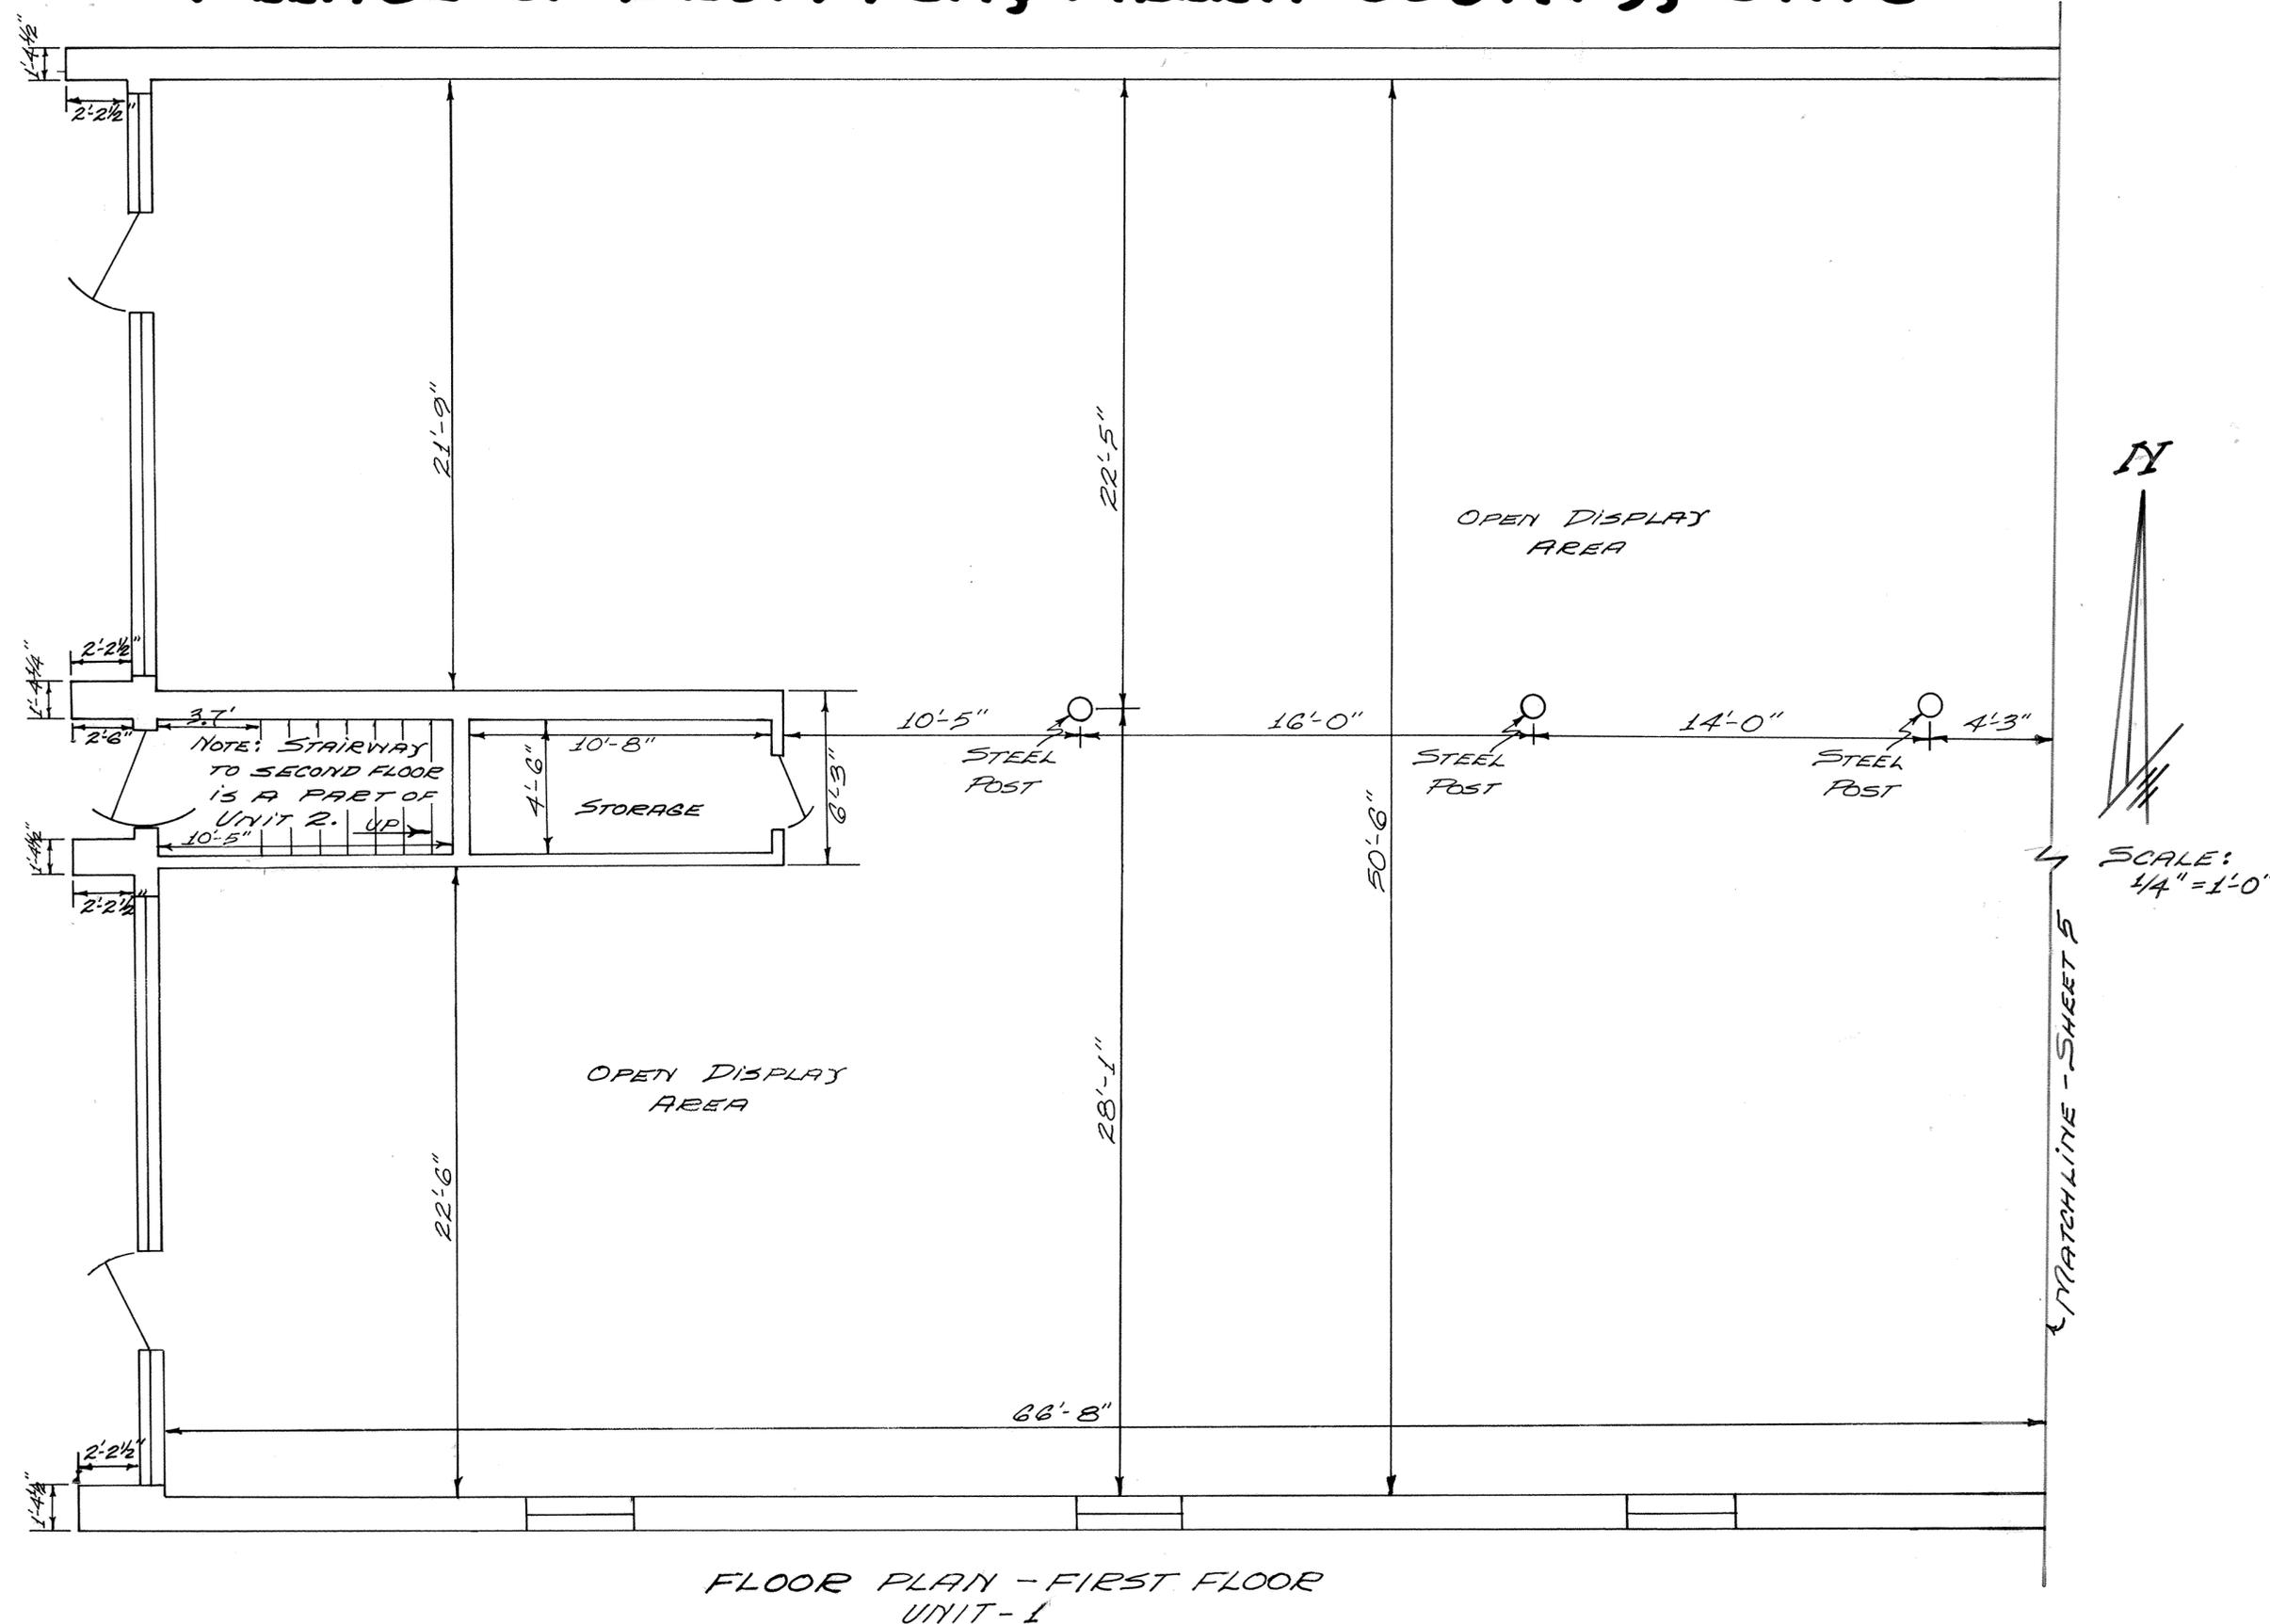 1'-4½"
2'-2½"
21'-9"
22'-5"
50'-6"
OPEN DISPLAY
AREA
N
2'-2½"
1'-4¼"
2'-6"
3.7'
NOTE: STAIRWAY
TO SECOND FLOOR
IS A PART OF
UNIT 2.
UP
10'-5"
10'-8"
4'-6"
STORAGE
6'-3"
10'-5"
STEEL
POST
16'-0"
STEEL
POST
14'-0"
STEEL
POST
4'-3"
1'-4½"
2'-2½"
SCALE:
1/4" = 1'-0"
MATCHLINE - SHEET 5
OPEN DISPLAY
AREA
28'-1"
22'-6"
66'-8"
2'-2½"
1'-4½"
FLOOR PLAN - FIRST FLOOR
UNIT - 1